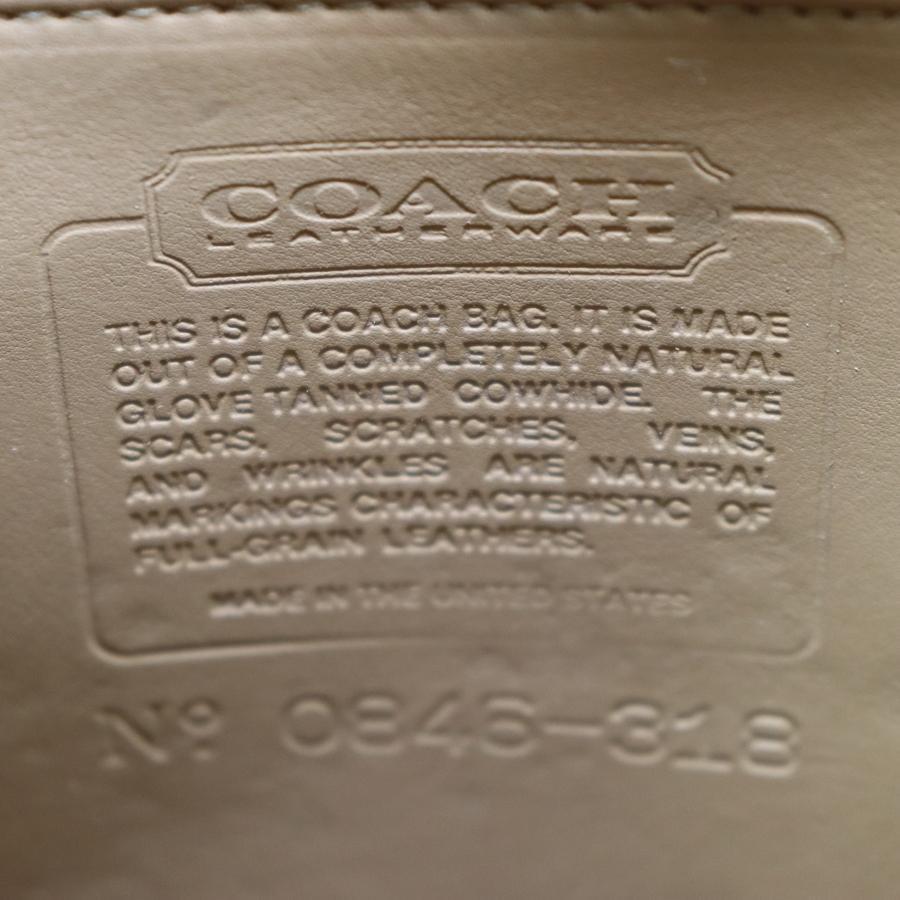 COACH
LEATHERWARE
THIS IS A COACH BAG. IT IS MADE
OUT OF A COMPLETELY NATURAL
GLOVE TANNED COWHIDE. THE
SCARS, SCRATCHES, VEINS,
AND WRINKLES ARE NATURAL
MARKINGS CHARACTERISTIC OF
FULL-GRAIN LEATHERS.
MADE IN THE UNITED STATES
Nº 0846-318